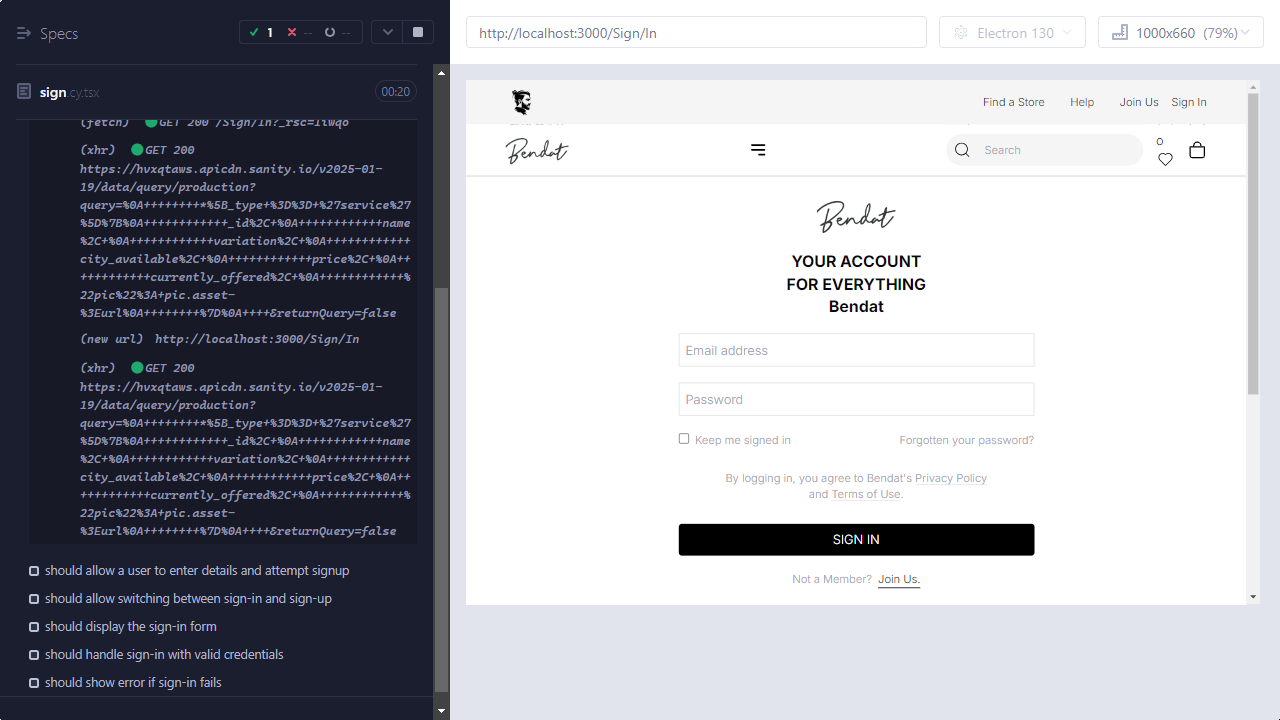 Specs
1
--
--
http://localhost:3000/Sign/In
Electron 130
1000x660 (79%)
sign.cy.tsx
00:20
(fetch) GET 200 /Sign/In?_rsc=1iwqo
(xhr) GET 200
https://hvxqtaws.apicdn.sanity.io/v2025-01-
19/data/query/production?
query=%0A++++++++*%5B_type+%3D%3D+%27service%27
%5D%7B%0A++++++++++++_id%2C+%0A++++++++++++name
%2C+%0A++++++++++++variation%2C+%0A++++++++++++
city_available%2C+%0A++++++++++++price%2C+%0A++
++++++++++currently_offered%2C+%0A++++++++++++%
22pic%22%3A+pic.asset-
%3Eurl%0A++++++++%7D%0A++++&returnQuery=false
(new url) http://localhost:3000/Sign/In
(xhr) GET 200
https://hvxqtaws.apicdn.sanity.io/v2025-01-
19/data/query/production?
query=%0A++++++++*%5B_type+%3D%3D+%27service%27
%5D%7B%0A++++++++++++_id%2C+%0A++++++++++++name
%2C+%0A++++++++++++variation%2C+%0A++++++++++++
city_available%2C+%0A++++++++++++price%2C+%0A++
++++++++++currently_offered%2C+%0A++++++++++++%
22pic%22%3A+pic.asset-
%3Eurl%0A++++++++%7D%0A++++&returnQuery=false
should allow a user to enter details and attempt signup
should allow switching between sign-in and sign-up
should display the sign-in form
should handle sign-in with valid credentials
should show error if sign-in fails
Find a Store Help Join Us Sign In
Bendat
Search
0
Bendat
YOUR ACCOUNT
FOR EVERYTHING
Bendat
Email address
Password
Keep me signed in
Forgotten your password?
By logging in, you agree to Bendat's Privacy Policy
and Terms of Use.
SIGN IN
Not a Member? Join Us.